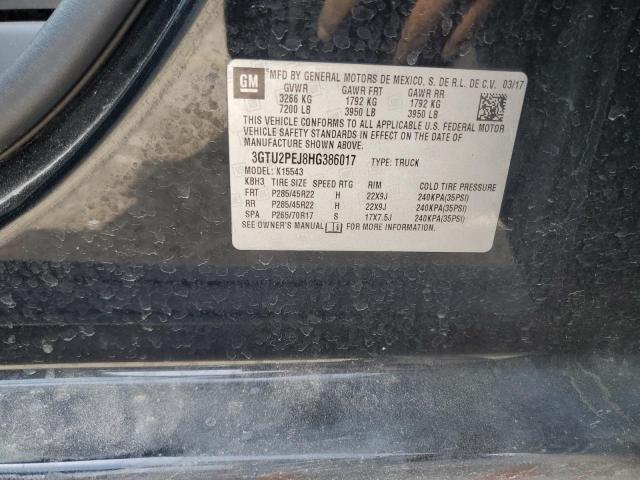 GM MFD BY GENERAL MOTORS DE MEXICO, S. DE R.L. DE C.V. 03/17
GVWR GAWR FRT GAWR RR
3266 KG 1792 KG 1792 KG
7200 LB 3950 LB 3950 LB
THIS VEHICLE CONFORMS TO ALL APPLICABLE U.S. FEDERAL MOTOR
VEHICLE SAFETY STANDARDS IN EFFECT ON THE DATE OF
MANUFACTURE SHOWN ABOVE.
3GTU2PEJ8HG386017 TYPE: TRUCK
MODEL: K15543
KBH3 TIRE SIZE SPEED RTG RIM COLD TIRE PRESSURE
FRT P285/45R22 H 22X9J 240KPA(35PSI)
RR P285/45R22 H 22X9J 240KPA(35PSI)
SPA P265/70R17 S 17X7.5J 240KPA(35PSI)
SEE OWNER'S MANUAL FOR MORE INFORMATION.